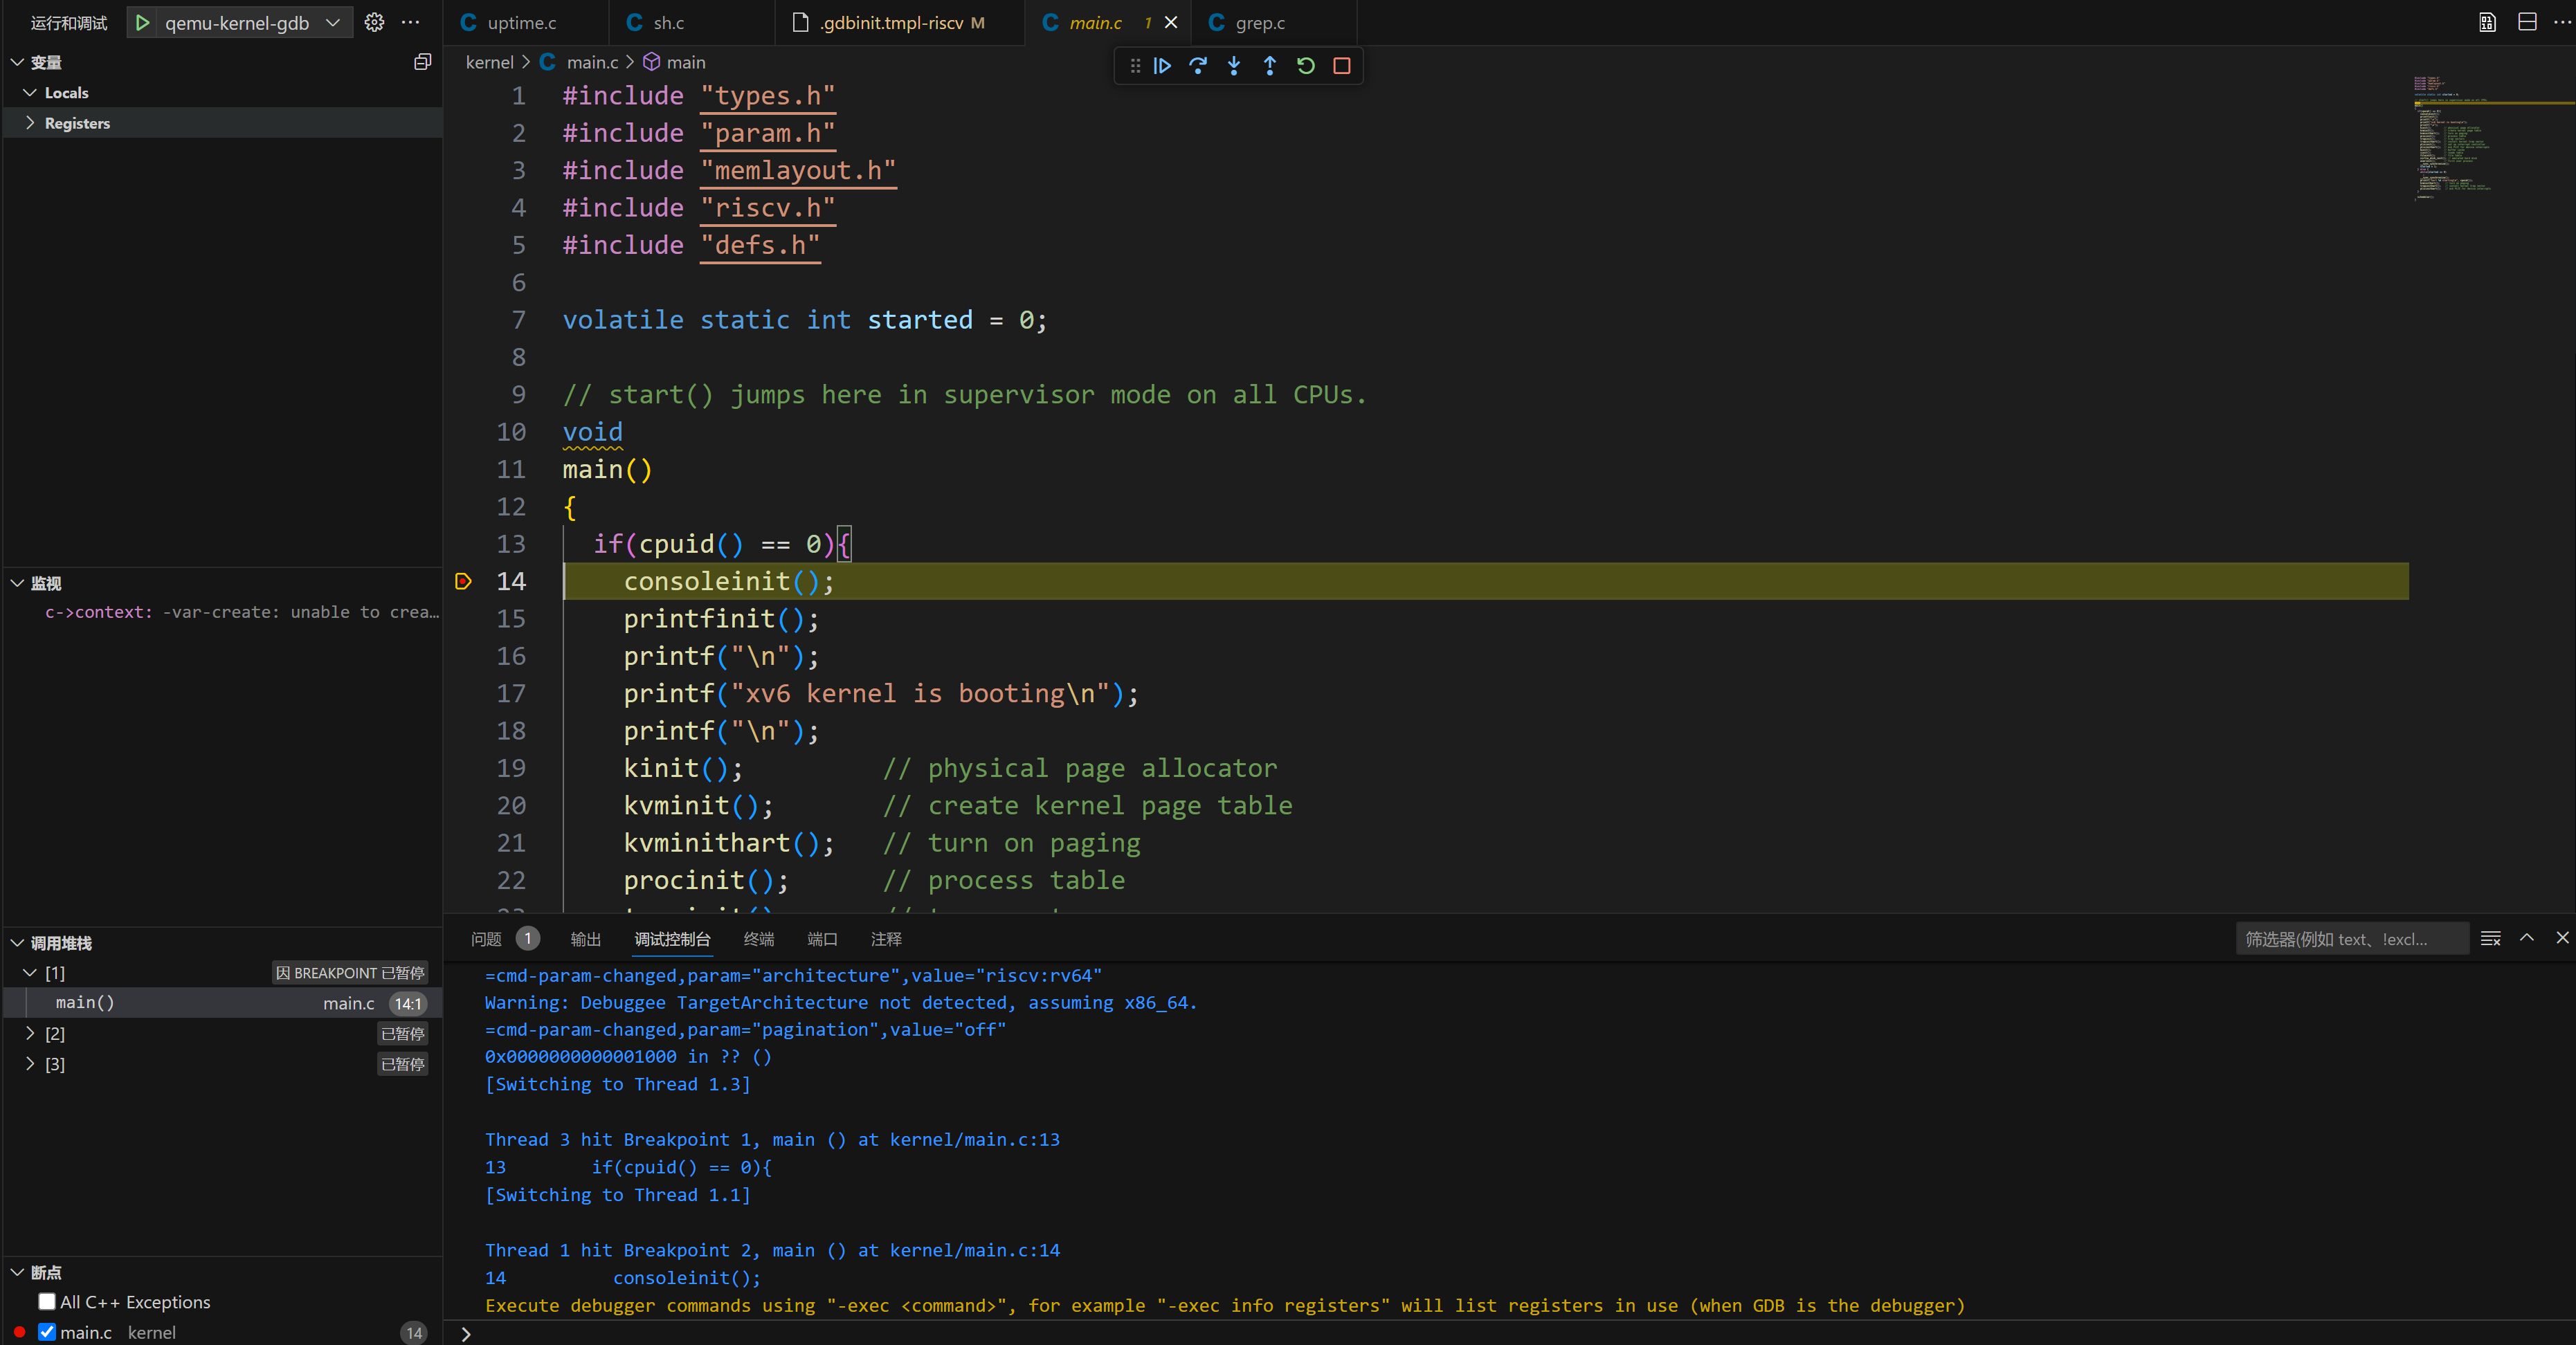 运行和调试 qemu-kernel-gdb
变量
Locals
Registers
监视
c->context: -var-create: unable to crea…
调用堆栈
[1] 因 BREAKPOINT 已暂停
main() main.c 14:1
[2] 已暂停
[3] 已暂停
断点
All C++ Exceptions
main.c kernel 14
uptime.c sh.c .gdbinit.tmpl-riscv M main.c 1 grep.c
kernel > main.c > main
1 #include "types.h"
2 #include "param.h"
3 #include "memlayout.h"
4 #include "riscv.h"
5 #include "defs.h"
6
7 volatile static int started = 0;
8
9 // start() jumps here in supervisor mode on all CPUs.
10 void
11 main()
12 {
13 if(cpuid() == 0){
14 consoleinit();
15 printfinit();
16 printf("\n");
17 printf("xv6 kernel is booting\n");
18 printf("\n");
19 kinit(); // physical page allocator
20 kvminit(); // create kernel page table
21 kvminithart(); // turn on paging
22 procinit(); // process table
问题 1 输出 调试控制台 终端 端口 注释 筛选器(例如 text、!excl...
=cmd-param-changed,param="architecture",value="riscv:rv64"
Warning: Debuggee TargetArchitecture not detected, assuming x86_64.
=cmd-param-changed,param="pagination",value="off"
0x0000000000001000 in ?? ()
[Switching to Thread 1.3]
Thread 3 hit Breakpoint 1, main () at kernel/main.c:13
13 if(cpuid() == 0){
[Switching to Thread 1.1]
Thread 1 hit Breakpoint 2, main () at kernel/main.c:14
14 consoleinit();
Execute debugger commands using "-exec <command>", for example "-exec info registers" will list registers in use (when GDB is the debugger)